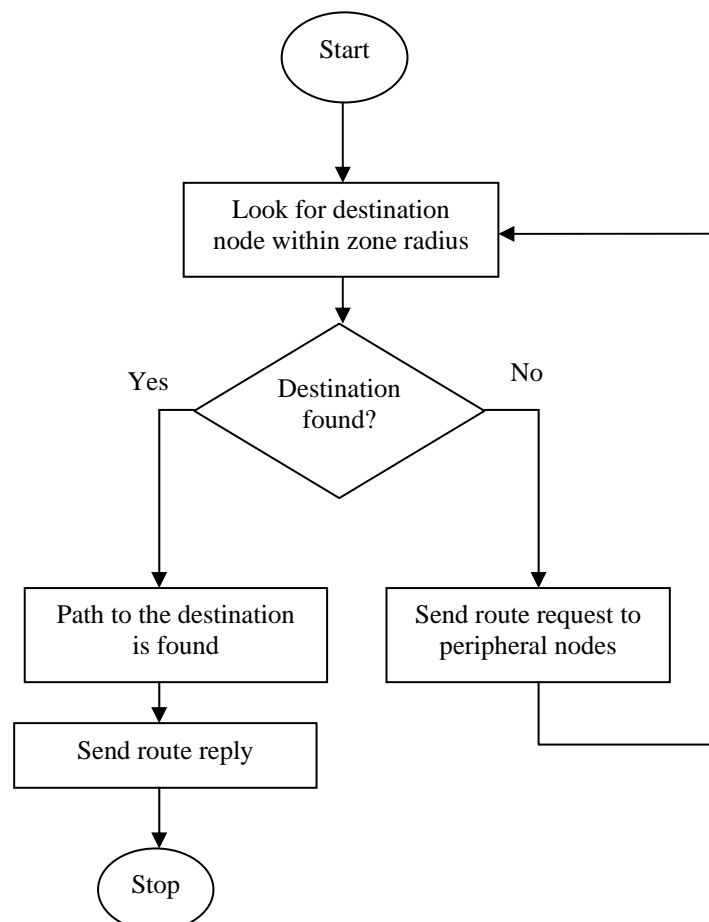 Start
Look for destination
node within zone radius
Yes
No
Destination
found?
Path to the destination
is found
Send route request to
peripheral nodes
Send route reply
Stop